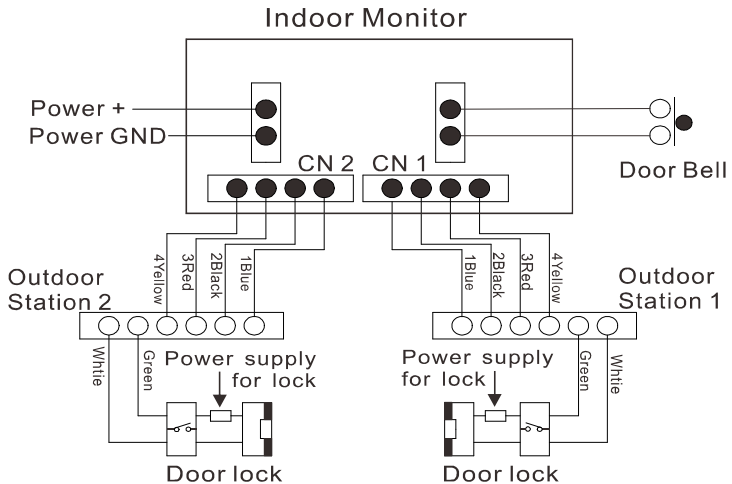 Indoor Monitor
Power +
Power GND
CN 2
CN 1
Door Bell
4Yellow
3Red
2Black
1Blue
1Blue
2Black
3Red
4Yellow
Outdoor
Station 2
Outdoor
Station 1
Whtie
Green
Power supply
for lock
Power supply
for lock
Green
Whtie
Door lock
Door lock